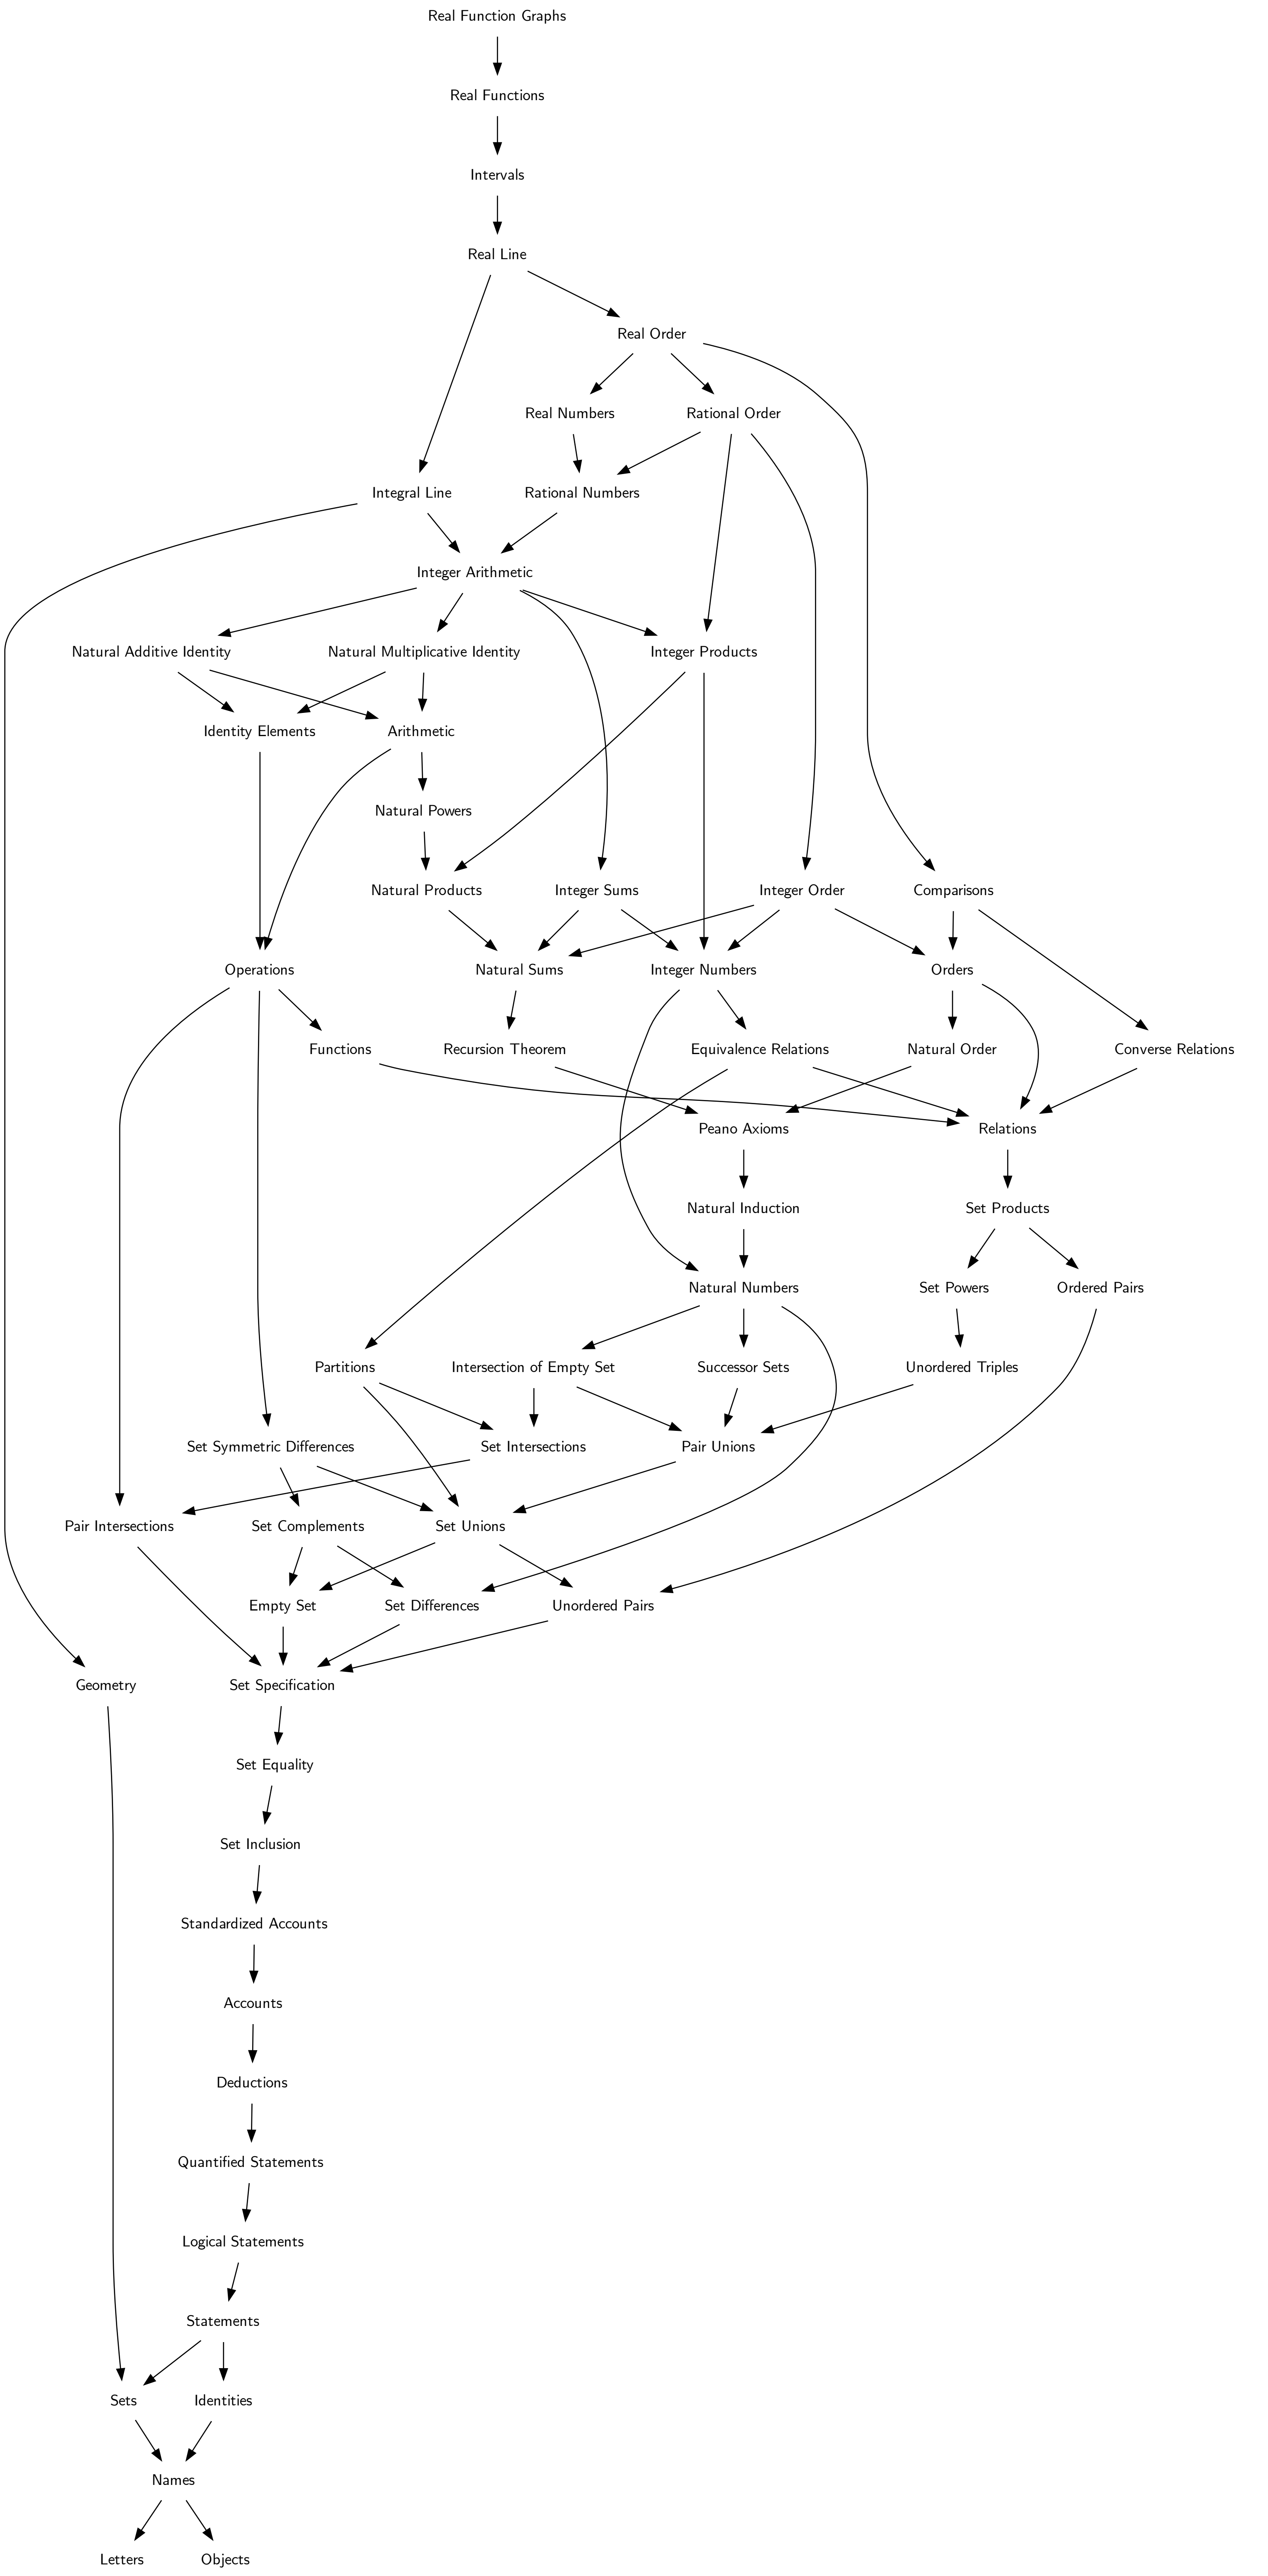 Real Function Graphs
Real Functions
Intervals
Real Line
Real Order
Real Numbers
Rational Order
Integral Line
Rational Numbers
Integer Arithmetic
Natural Additive Identity
Natural Multiplicative Identity
Integer Products
Identity Elements
Arithmetic
Natural Powers
Natural Products
Integer Sums
Integer Order
Comparisons
Operations
Natural Sums
Integer Numbers
Orders
Functions
Recursion Theorem
Equivalence Relations
Natural Order
Converse Relations
Peano Axioms
Relations
Natural Induction
Set Products
Natural Numbers
Set Powers
Ordered Pairs
Partitions
Intersection of Empty Set
Successor Sets
Unordered Triples
Set Symmetric Differences
Set Intersections
Pair Unions
Pair Intersections
Set Complements
Set Unions
Empty Set
Set Differences
Unordered Pairs
Geometry
Set Specification
Set Equality
Set Inclusion
Standardized Accounts
Accounts
Deductions
Quantified Statements
Logical Statements
Statements
Sets
Identities
Names
Letters
Objects